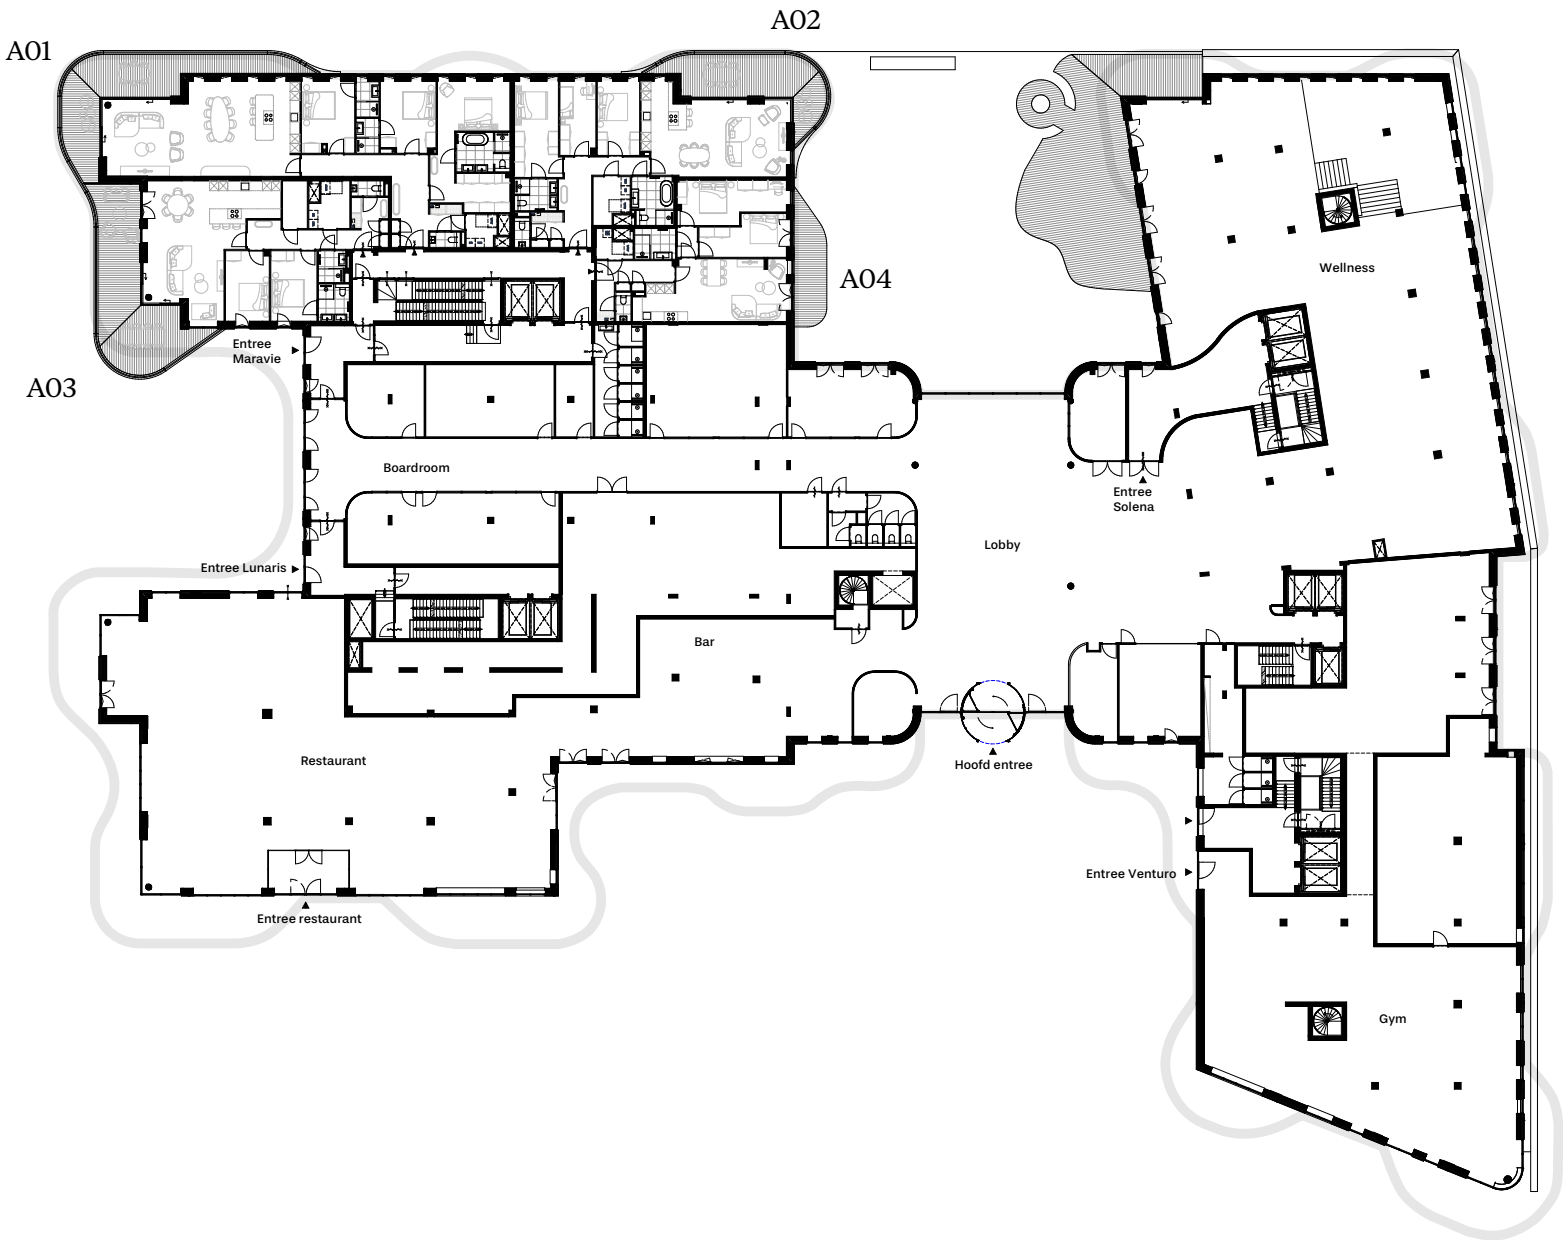 A02
A01
Wellness
A04
Entree
Maravie
A03
Boardroom
Entree
Solena
Lobby
Entree Lunaris
Bar
Restaurant
Hoofd entree
Entree Venturo
Entree restaurant
Gym